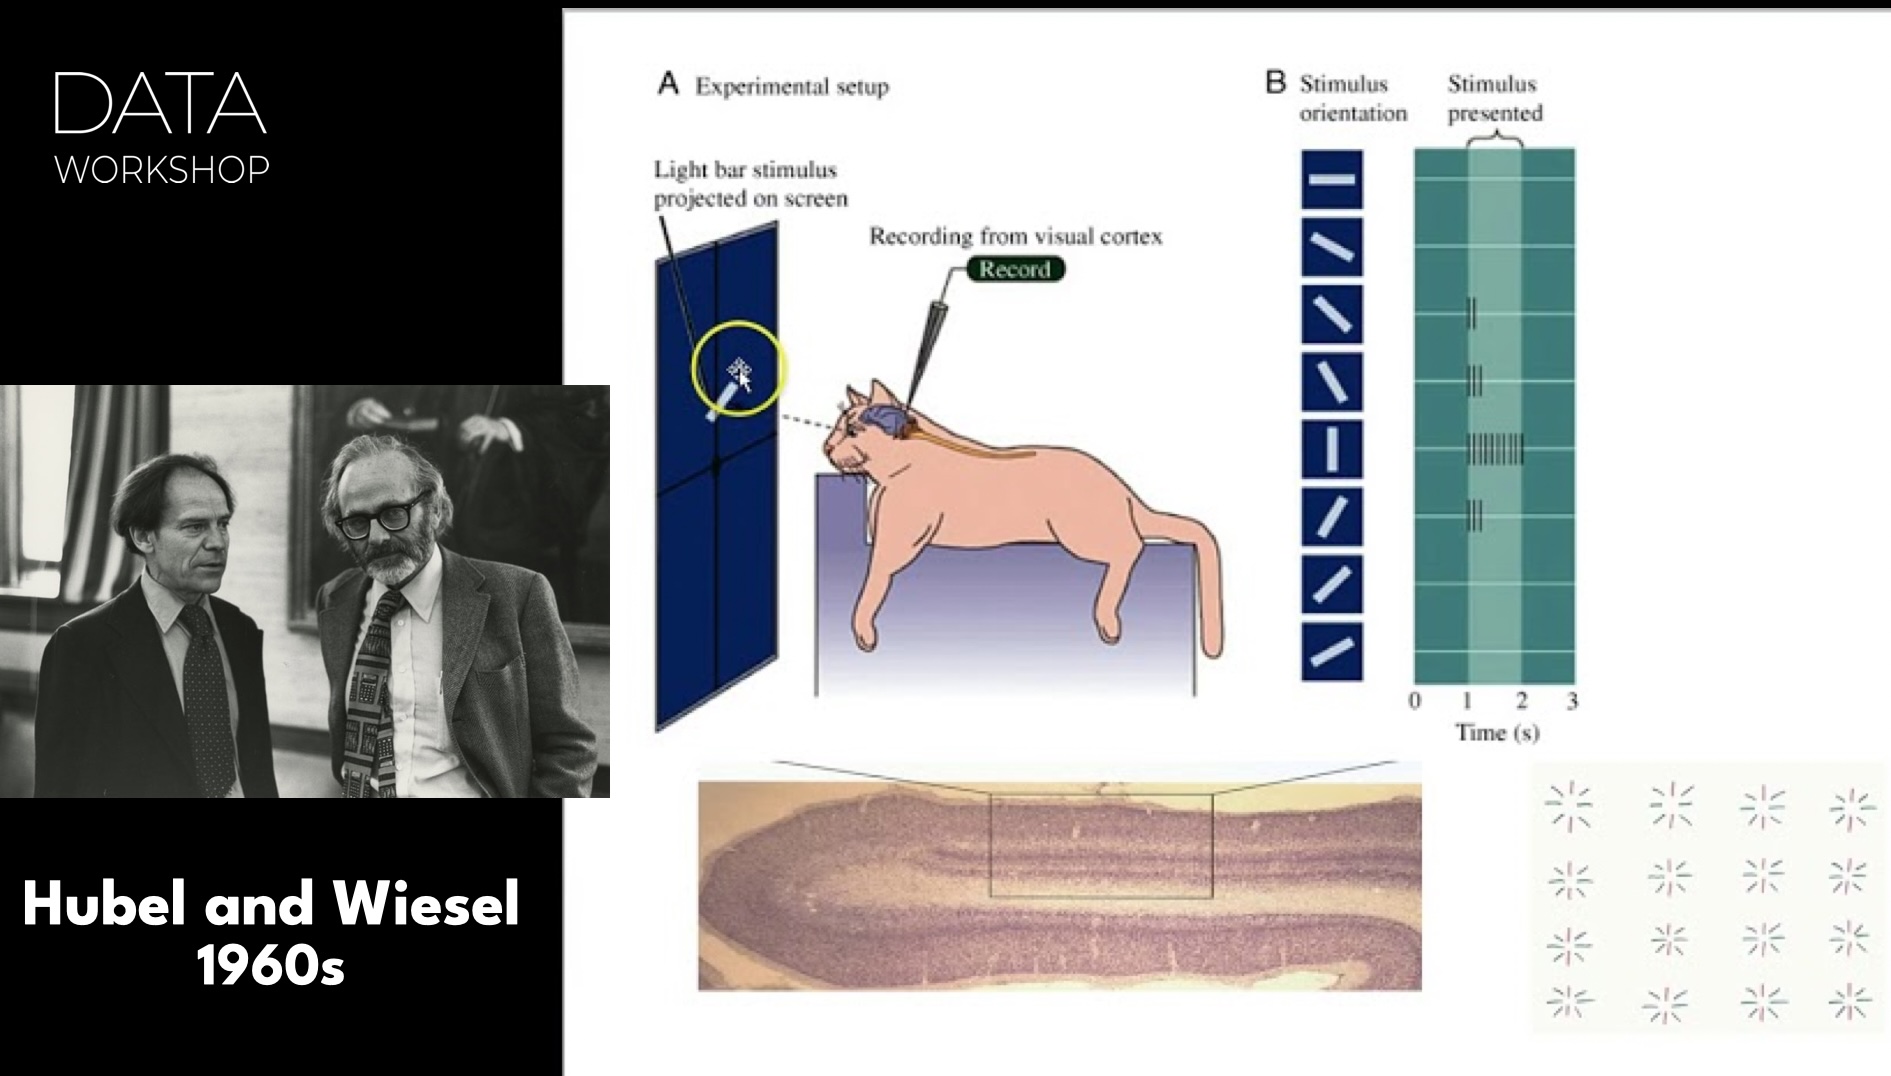 DATA
WORKSHOP
Hubel and Wiesel
1960s
A Experimental setup
Light bar stimulus
projected on screen
Recording from visual cortex
Record
B Stimulus
orientation
Stimulus
presented
0 1 2 3
Time (s)